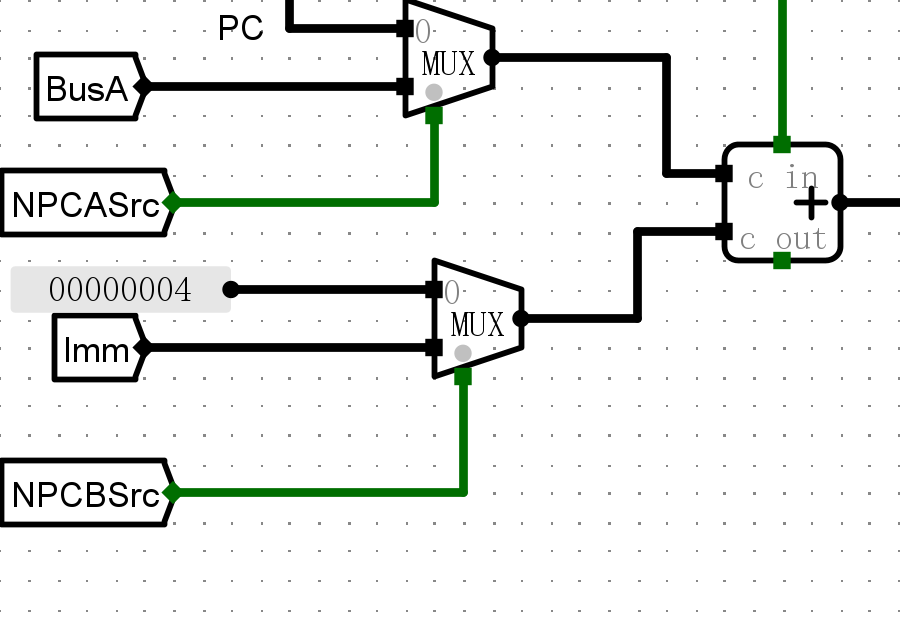 PC
0
MUX
BusA
c in
NPCASrc
+
c out
00000004
0
MUX
Imm
NPCBSrc